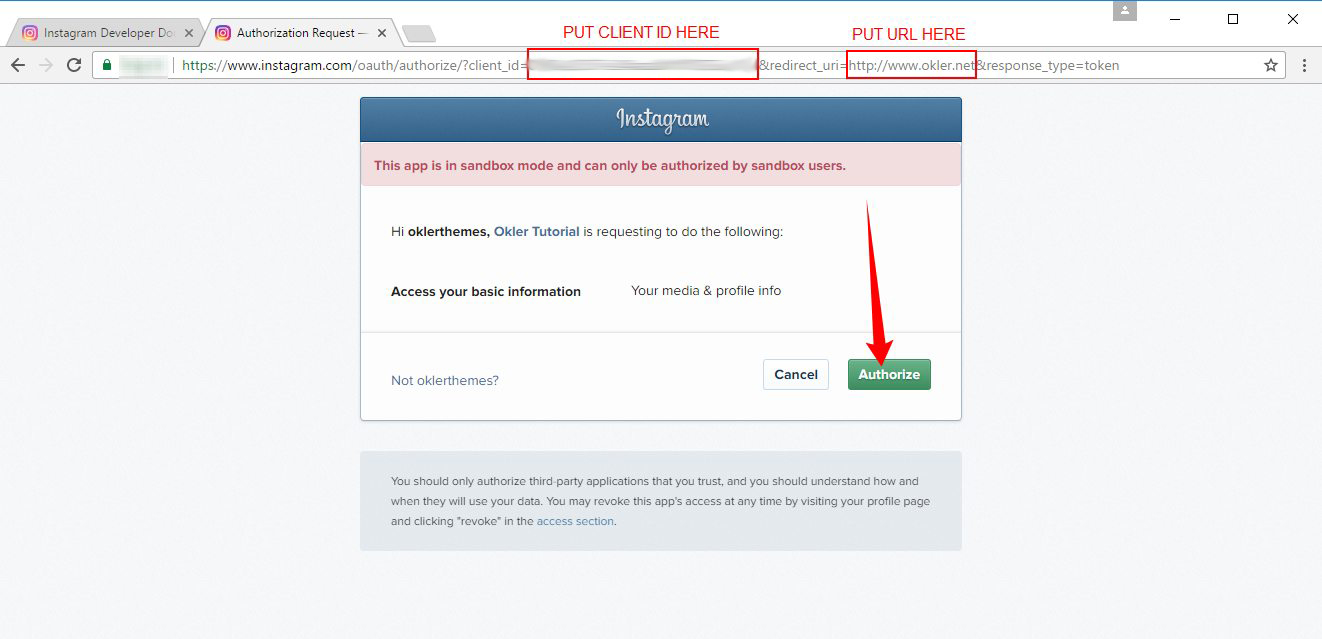 Instagram Developer Do
Authorization Request —
PUT CLIENT ID HERE
PUT URL HERE
https://www.instagram.com/oauth/authorize/?client_id= &redirect_uri=http://www.okler.net&response_type=token
Instagram
This app is in sandbox mode and can only be authorized by sandbox users.
Hi oklerthemes, Okler Tutorial is requesting to do the following:
Access your basic information Your media & profile info
Not oklerthemes?
Cancel
Authorize
You should only authorize third-party applications that you trust, and you should understand how and
when they will use your data. You may revoke this app's access at any time by visiting your profile page
and clicking "revoke" in the access section.